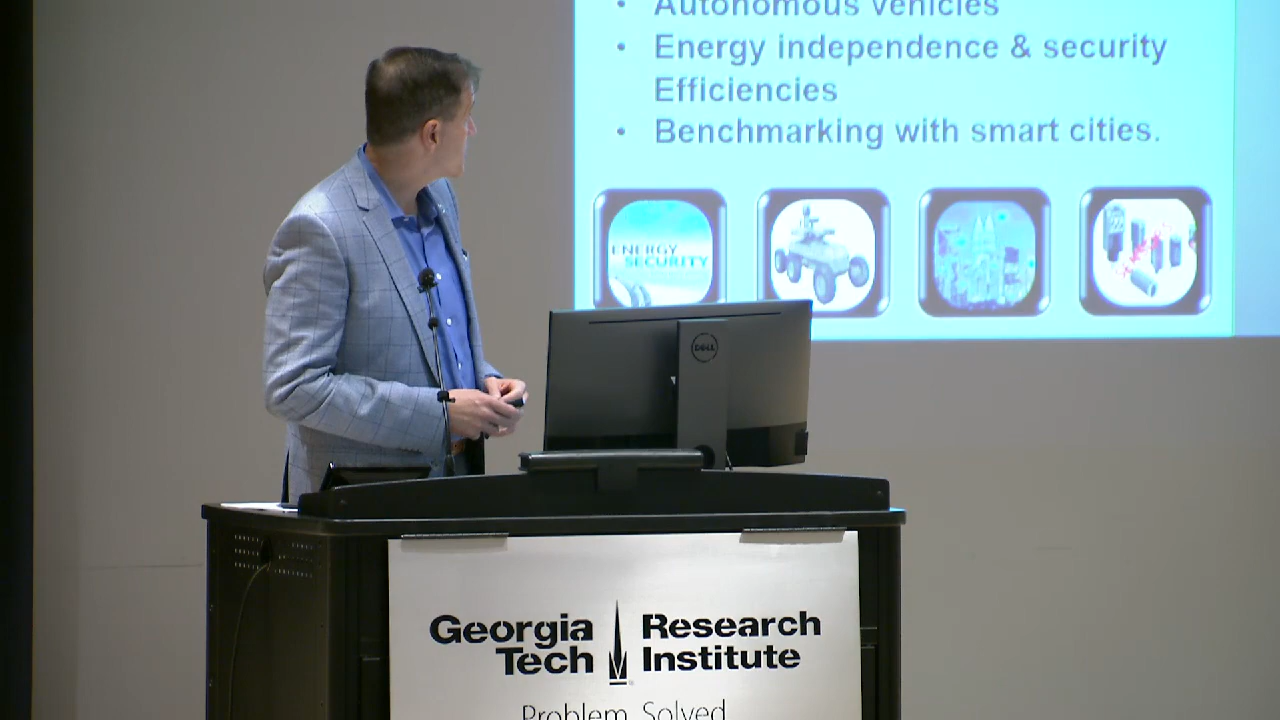 • Autonomous vehicles
• Energy independence & security
Efficiencies
• Benchmarking with smart cities.
ENERGY
SECURITY
DELL
Georgia Tech
Research Institute
Problem. Solved.